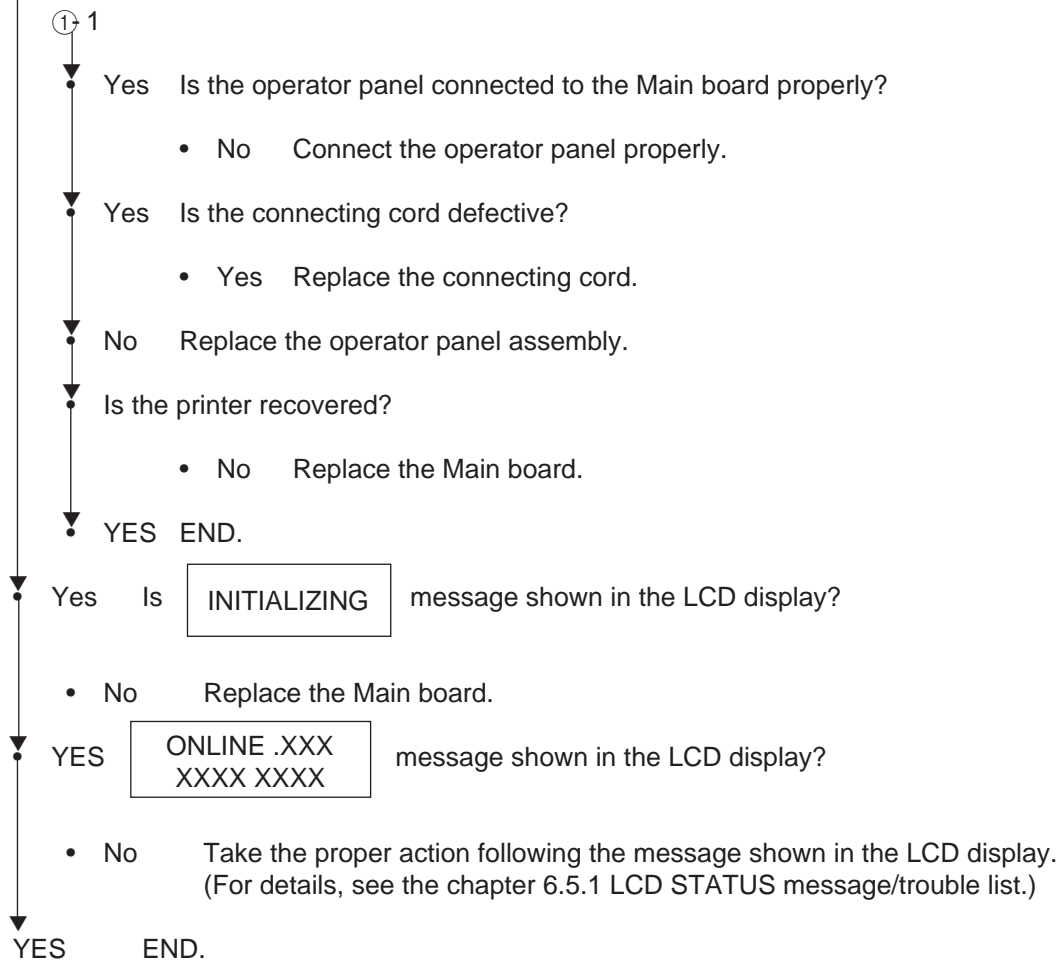 ①- 1
Yes Is the operator panel connected to the Main board properly?
• No Connect the operator panel properly.
Yes Is the connecting cord defective?
• Yes Replace the connecting cord.
No Replace the operator panel assembly.
Is the printer recovered?
• No Replace the Main board.
YES END.
Yes Is INITIALIZING message shown in the LCD display?
• No Replace the Main board.
YES ONLINE .XXX
XXXX XXXX message shown in the LCD display?
• No Take the proper action following the message shown in the LCD display.
(For details, see the chapter 6.5.1 LCD STATUS message/trouble list.)
YES END.